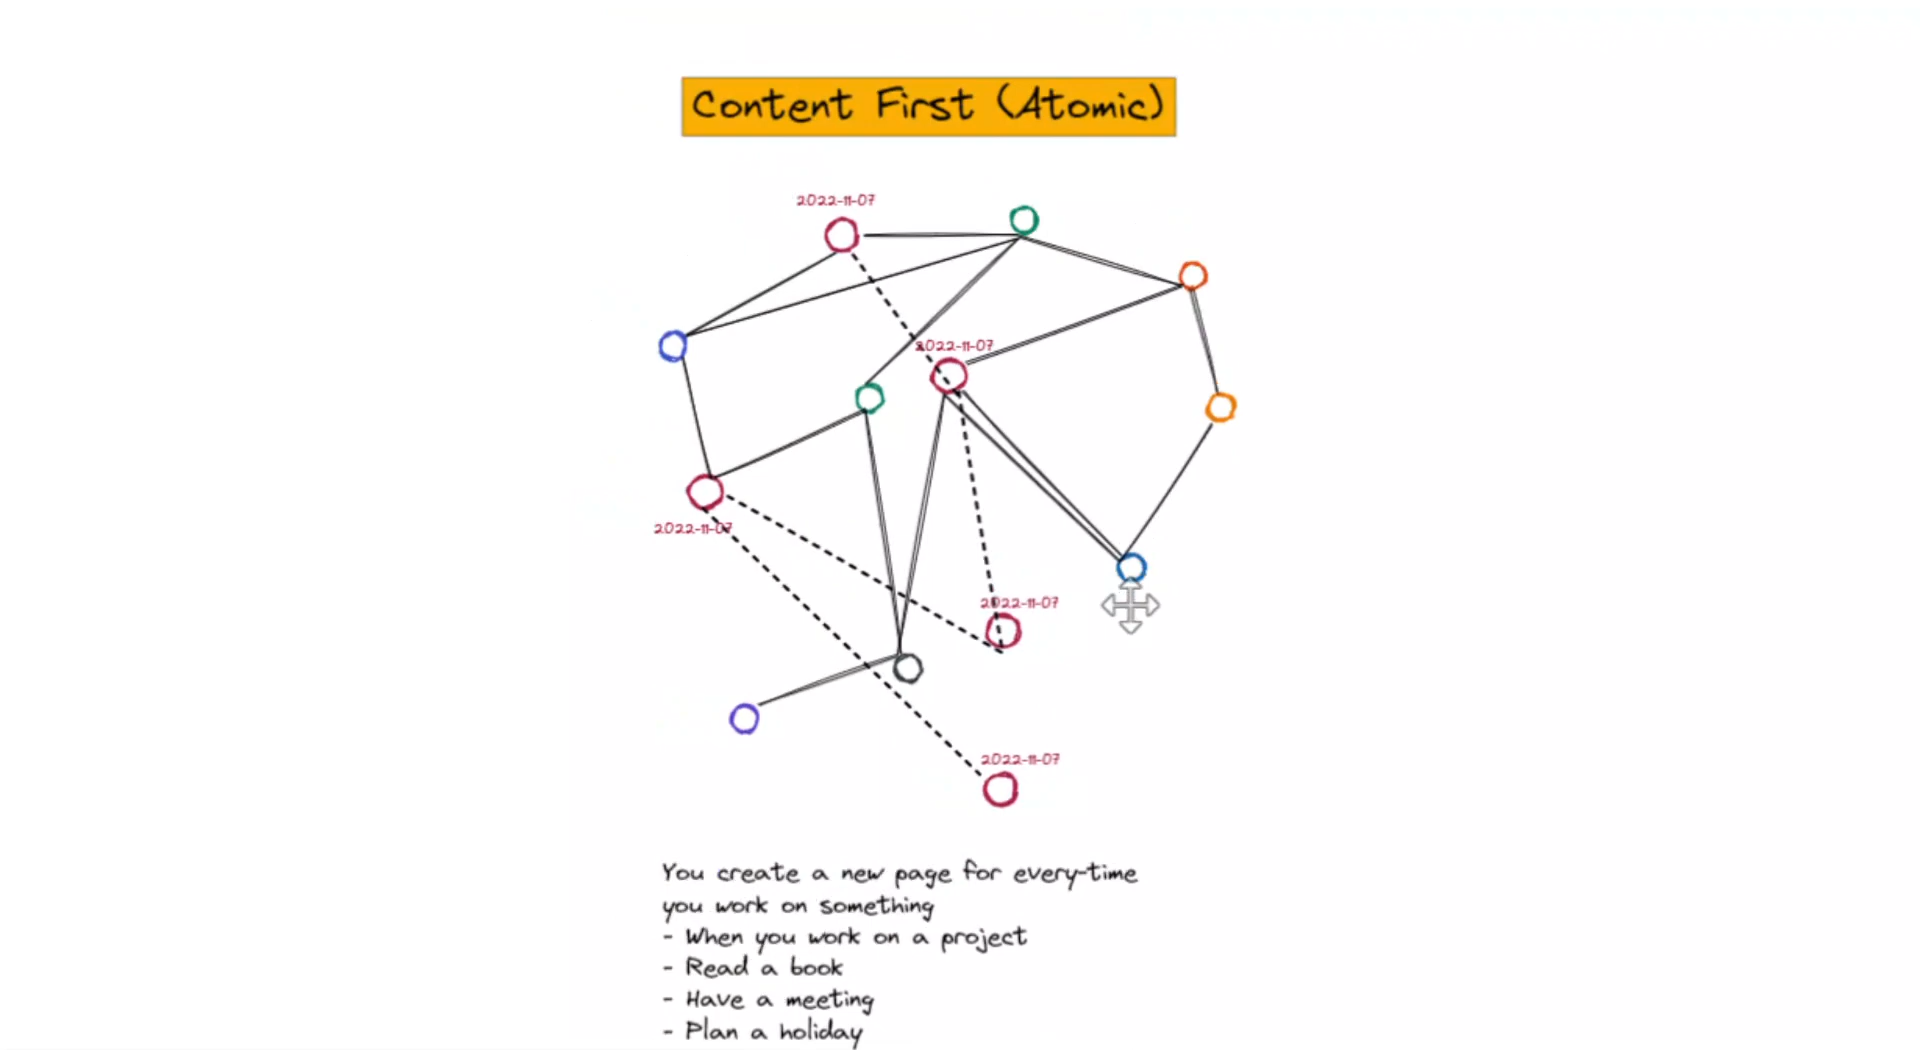 Content First (Atomic)
2022-11-07
2022-11-07
2022-11-07
2022-11-07
2022-11-07
You create a new page for every-time
you work on something
- When you work on a project
- Read a book
- Have a meeting
- Plan a holiday